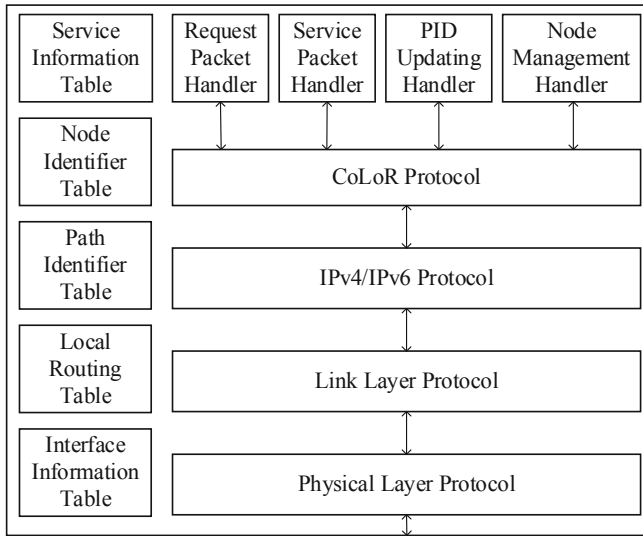 Service
Information
Table
Request
Packet
Handler
Service
Packet
Handler
PID
Updating
Handler
Node
Management
Handler
Node
Identifier
Table
CoLoR Protocol
Path
Identifier
Table
IPv4/IPv6 Protocol
Local
Routing
Table
Link Layer Protocol
Interface
Information
Table
Physical Layer Protocol